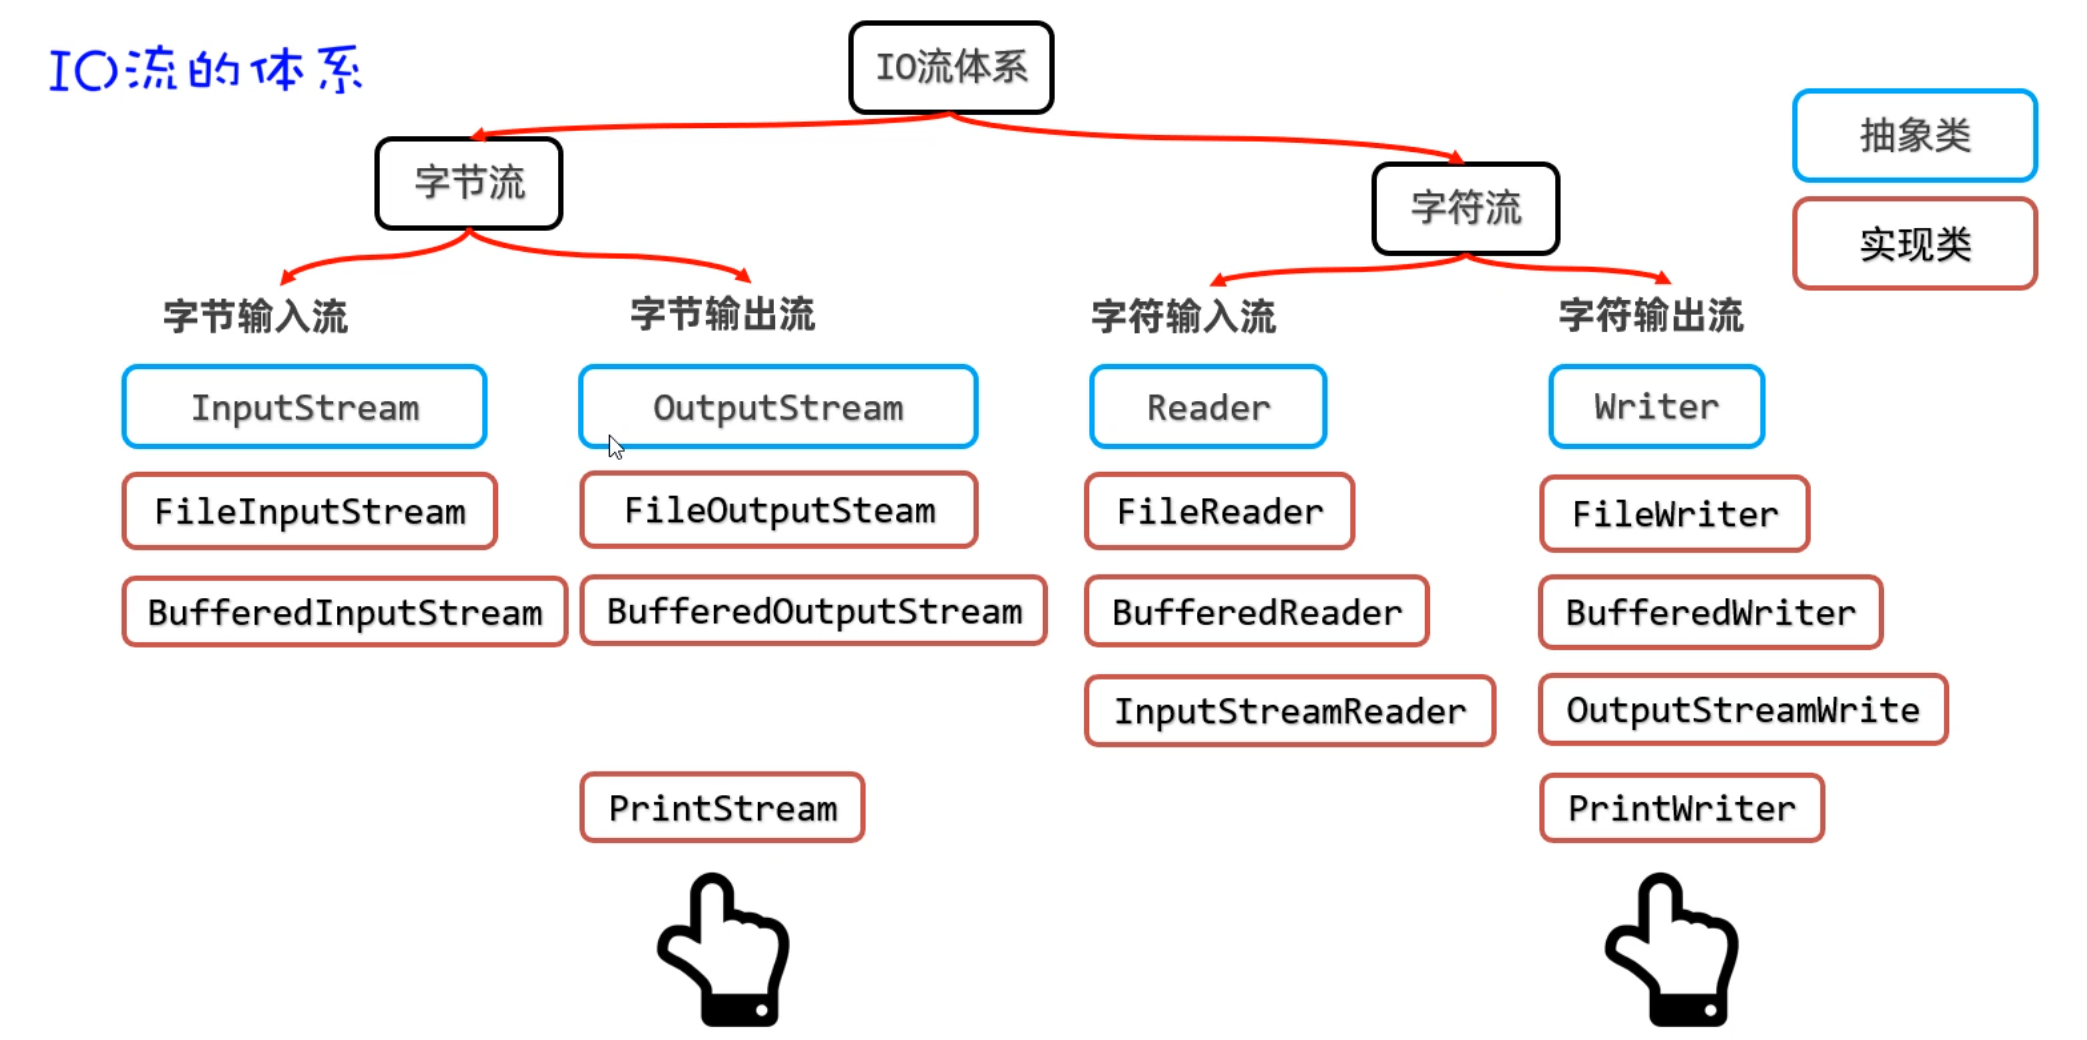 IO流的体系
IO流体系
抽象类
字节流
字符流
实现类
字节输入流
字节输出流
字符输入流
字符输出流
InputStream
OutputStream
Reader
Writer
FileInputStream
FileOutputSteam
FileReader
FileWriter
BufferedInputStream
BufferedOutputStream
BufferedReader
BufferedWriter
InputStreamReader
OutputStreamWrite
PrintStream
PrintWriter